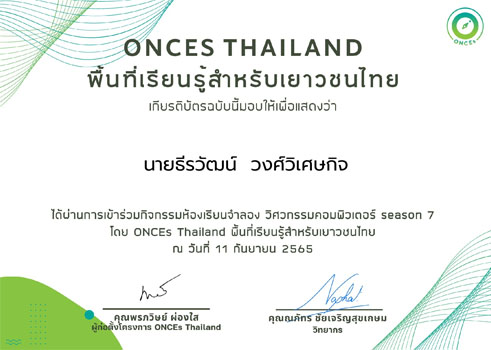 ONCEs
ONCES THAILAND
พื้นที่เรียนรู้สำหรับเยาวชนไทย
เกียรติบัตรฉบับนี้มอบให้เพื่อแสดงว่า
นายธีรวัฒน์ วงศ์วิเศษกิจ
ได้ผ่านการเข้าร่วมกิจกรรมห้องเรียนจำลอง วิศวกรรมคอมพิวเตอร์ season 7
โดย ONCEs Thailand พื้นที่เรียนรู้สำหรับเยาวชนไทย
ณ วันที่ 11 กันยายน 2565
Naphat
คุณพรภวิษย์ ผ่องใส
ผู้ก่อตั้งโครงการ ONCEs Thailand
คุณณภัทร ชัยเจริญสุขเกษม
วิทยากร